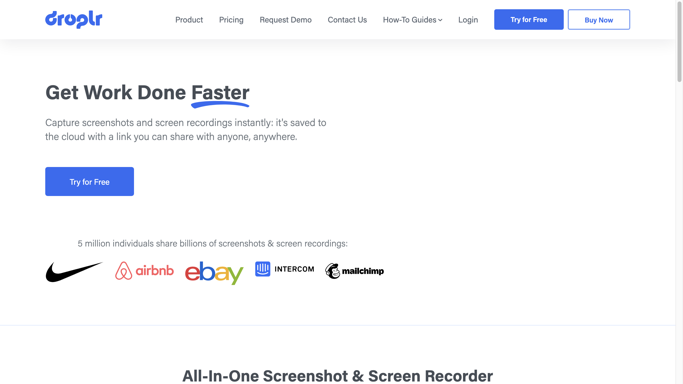 droplr
Product Pricing Request Demo Contact Us How-To Guides Login Try for Free Buy Now
Get Work Done Faster
Capture screenshots and screen recordings instantly: it's saved to
the cloud with a link you can share with anyone, anywhere.
Try for Free
5 million individuals share billions of screenshots & screen recordings:
airbnb ebay INTERCOM mailchimp
All-In-One Screenshot & Screen Recorder